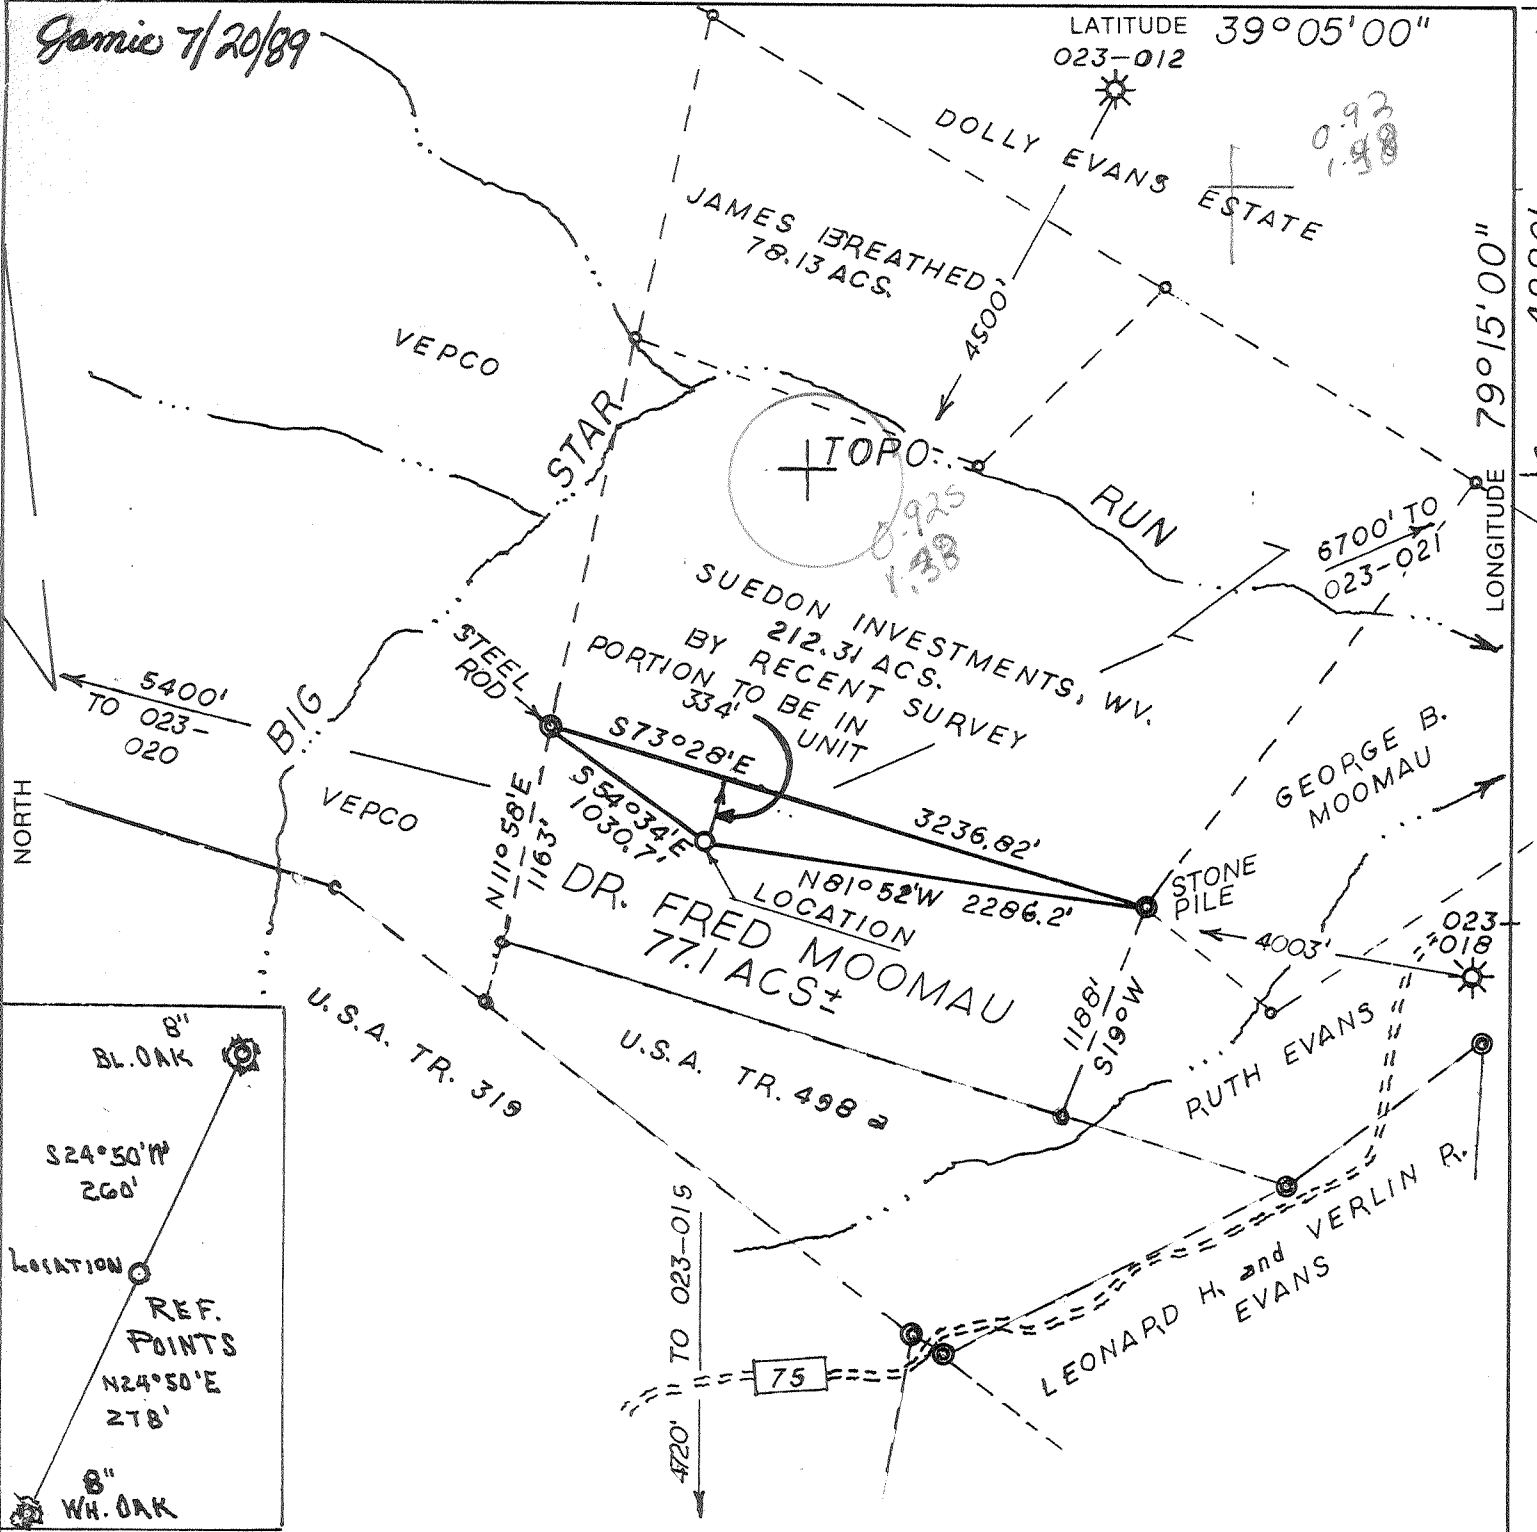 Jamie 7/20/89
LATITUDE 39°05'00"
023-012
0.92
DOLLY EVANS ESTATE
JAMES BREATHED
78.13 ACS.
4500'
79°15'00"
LONGITUDE
VEPCO
STAR
TOPO
0.925
RUN
6700' TO
023-021
SUEDON INVESTMENTS, WV.
212.31 ACS.
BY RECENT SURVEY
PORTION TO BE IN
UNIT
334'
STEEL
ROD
5400'
TO 023-
020
BIG
S73°28'E
3236.82'
S54°34'E
1030.7'
GEORGE B.
MOOMAU
NORTH
VEPCO
N11°58'E
1163'
DR. FRED MOOMAU
77.1 ACS±
LOCATION
N81°52'W 2286.2'
STONE
PILE
023-
018
4003'
1188'
S19°W
U.S.A. TR. 319
U.S.A. TR. 498 a
RUTH EVANS
8"
BL. OAK
S24°50'W
260'
LOCATION
REF.
POINTS
N24°50'E
278'
8"
WH. OAK
4720' TO 023-015
75
LEONARD H. and VERLIN R.
EVANS